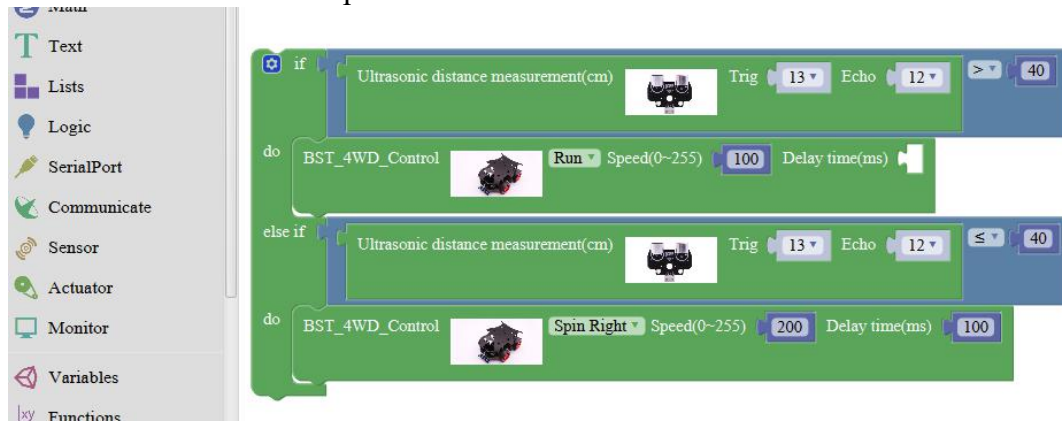 Math
Text
Lists
Logic
SerialPort
Communicate
Sensor
Actuator
Monitor
Variables
Functions
if Ultrasonic distance measurement(cm) Trig 13 Echo 12 > 40
do BST_4WD_Control Run Speed(0~255) 100 Delay time(ms)
else if Ultrasonic distance measurement(cm) Trig 13 Echo 12 ≤ 40
do BST_4WD_Control Spin Right Speed(0~255) 200 Delay time(ms) 100